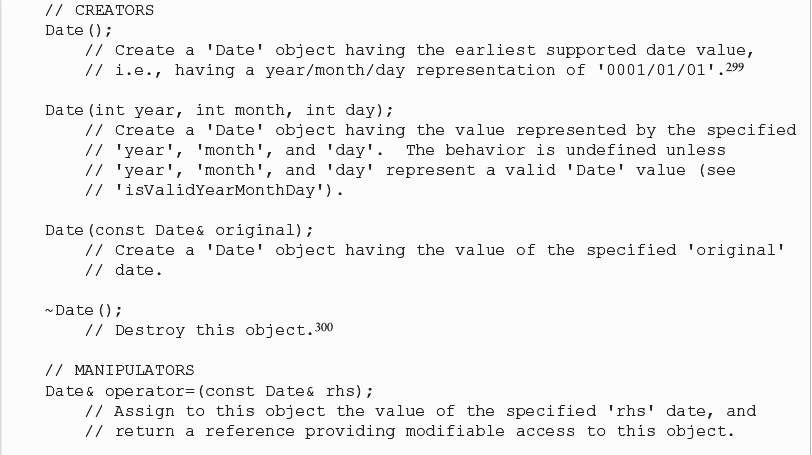 // CREATORS
Date();
// Create a 'Date' object having the earliest supported date value,
// i.e., having a year/month/day representation of '0001/01/01'.299
Date(int year, int month, int day);
// Create a 'Date' object having the value represented by the specified
// 'year', 'month', and 'day'.  The behavior is undefined unless
// 'year', 'month', and 'day' represent a valid 'Date' value (see
// 'isValidYearMonthDay').
Date(const Date& original);
// Create a 'Date' object having the value of the specified 'original'
// date.
~Date();
// Destroy this object.300
// MANIPULATORS
Date& operator=(const Date& rhs);
// Assign to this object the value of the specified 'rhs' date, and
// return a reference providing modifiable access to this object.